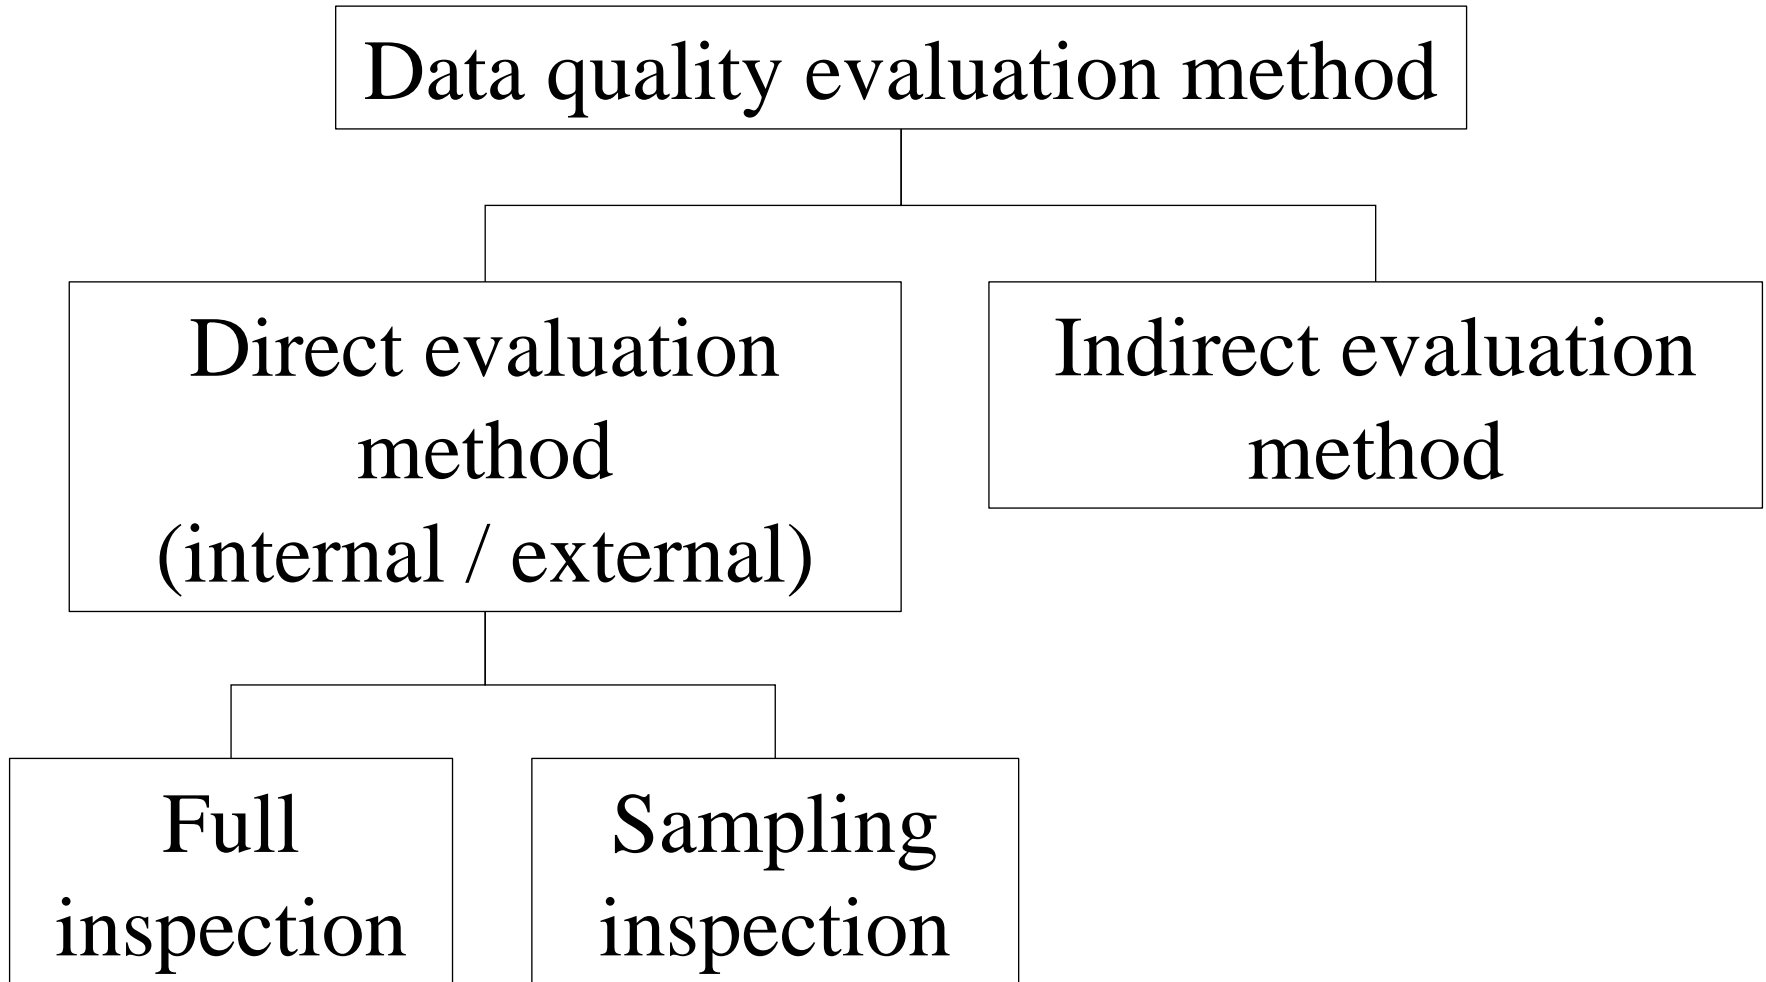 Data quality evaluation method
Direct evaluation
method
(internal / external)
Indirect evaluation
method
Full
inspection
Sampling
inspection